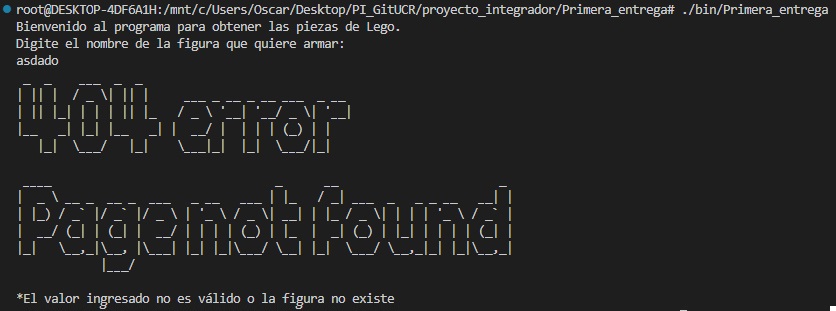 root@DESKTOP-4DF6A1H:/mnt/c/Users/Oscar/Desktop/PI_GitUCR/proyecto_integrador/Primera_entrega# ./bin/Primera_entrega
Bienvenido al programa para obtener las piezas de Lego.
Digite el nombre de la figura que quiere armar:
asdado
404 error
Page not found
*El valor ingresado no es válido o la figura no existe